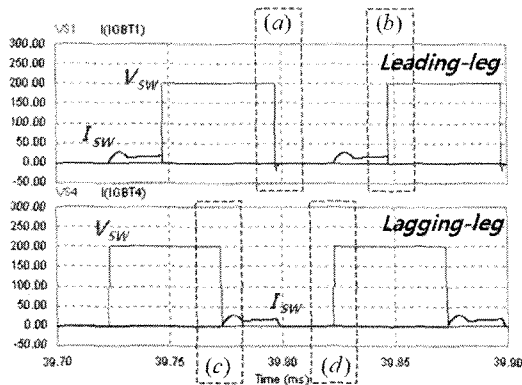 VS1 I(IGBT1) (a) (b)
300.00
250.00
200.00
150.00
100.00
50.00
0.00
-50.00
V_SW
I_SW
Leading-leg
VS4 I(IGBT4)
300.00
250.00
200.00
150.00
100.00
50.00
0.00
-50.00
V_SW
I_SW
Lagging-leg
39.70 39.75 39.80 39.85 39.90
(c) (d)
Time (ms)